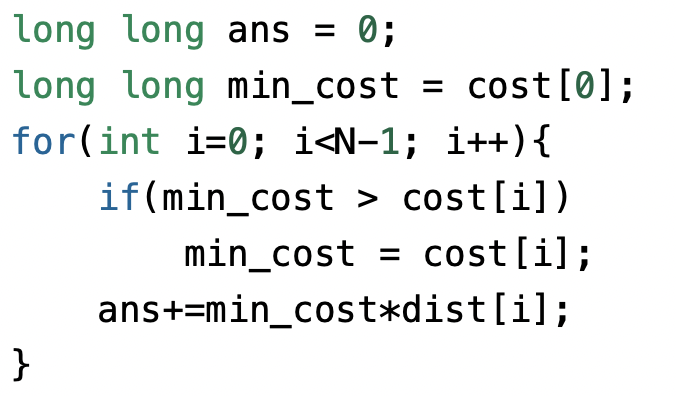 long long ans = 0;
long long min_cost = cost[0];
for(int i=0; i<N-1; i++){
    if(min_cost > cost[i])
        min_cost = cost[i];
    ans+=min_cost*dist[i];
}